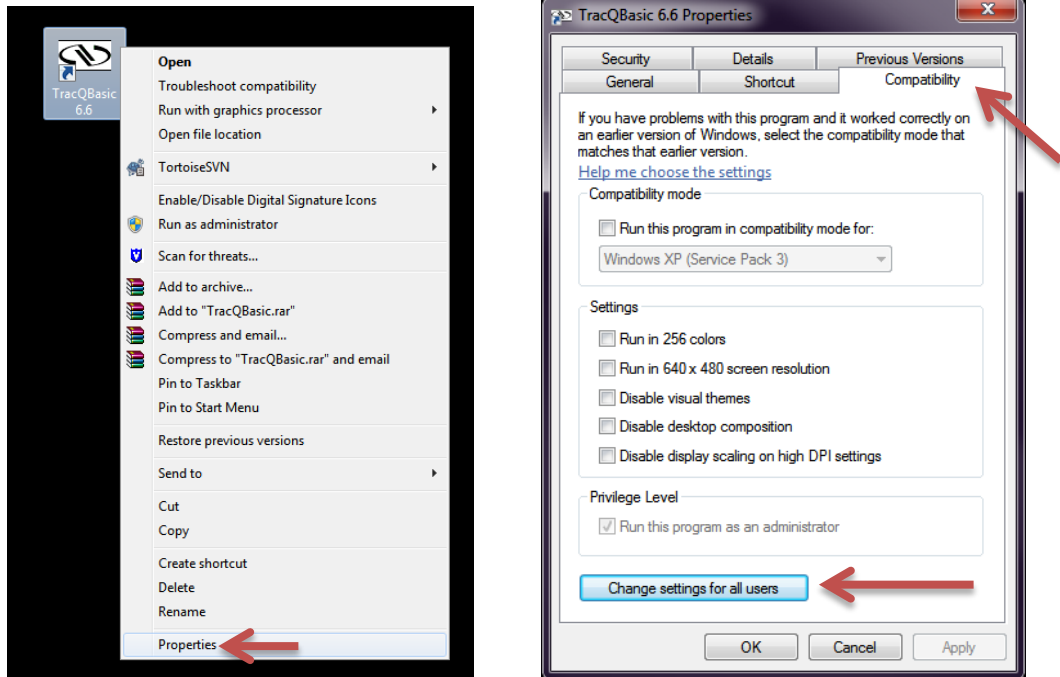 TracQBasic
6.6
Open
Troubleshoot compatibility
Run with graphics processor
Open file location
TortoiseSVN
Enable/Disable Digital Signature Icons
Run as administrator
Scan for threats...
Add to archive...
Add to "TracQBasic.rar"
Compress and email...
Compress to "TracQBasic.rar" and email
Pin to Taskbar
Pin to Start Menu
Restore previous versions
Send to
Cut
Copy
Create shortcut
Delete
Rename
Properties
TracQBasic 6.6 Properties
Security Details Previous Versions
General Shortcut Compatibility
If you have problems with this program and it worked correctly on
an earlier version of Windows, select the compatibility mode that
matches that earlier version.
Help me choose the settings
Compatibility mode
Run this program in compatibility mode for:
Windows XP (Service Pack 3)
Settings
Run in 256 colors
Run in 640 x 480 screen resolution
Disable visual themes
Disable desktop composition
Disable display scaling on high DPI settings
Privilege Level
Run this program as an administrator
Change settings for all users
OK Cancel Apply